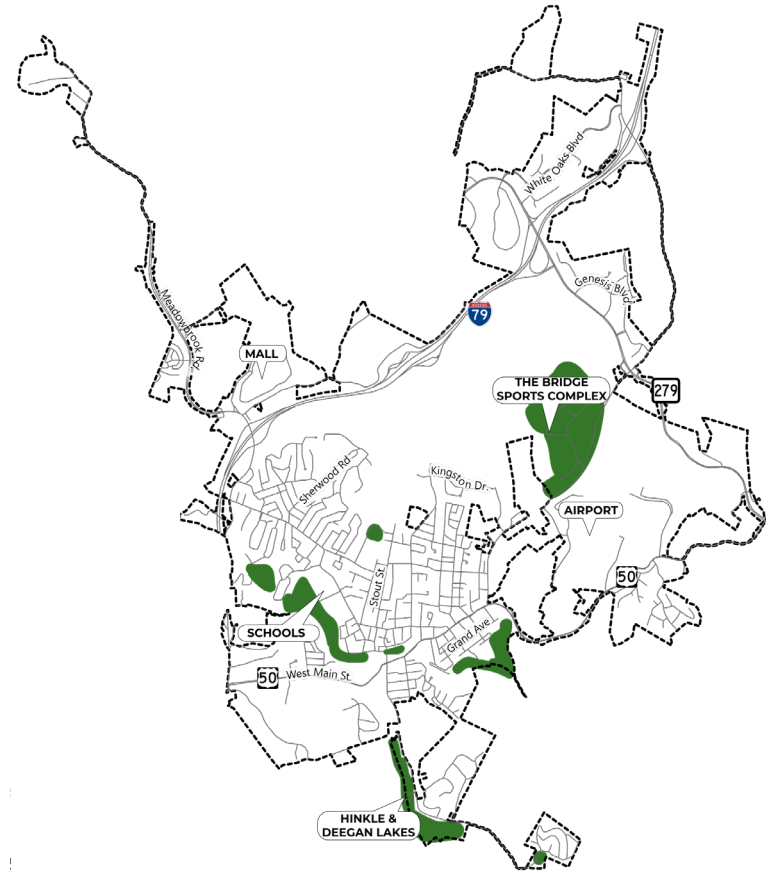 White Oaks Blvd
Genesis Blvd
79
Meadowbrook Rd.
MALL
THE BRIDGE
SPORTS COMPLEX
279
Sherwood Rd
Kingston Dr.
AIRPORT
Stout St.
50
SCHOOLS
Grand Ave
50
West Main St.
HINKLE &
DEEGAN LAKES